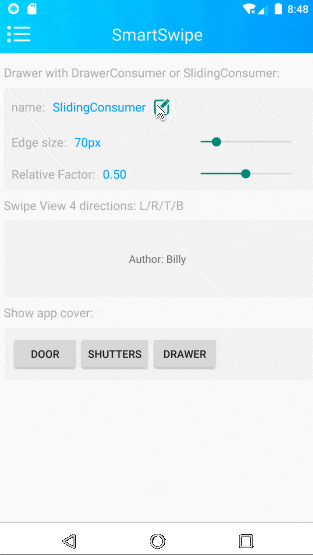 8:48
SmartSwipe
Drawer with DrawerConsumer or SlidingConsumer:
name: SlidingConsumer
Edge size: 70px
Relative Factor: 0.50
Swipe View 4 directions: L/R/T/B
Author: Billy
Show app cover:
DOOR SHUTTERS DRAWER